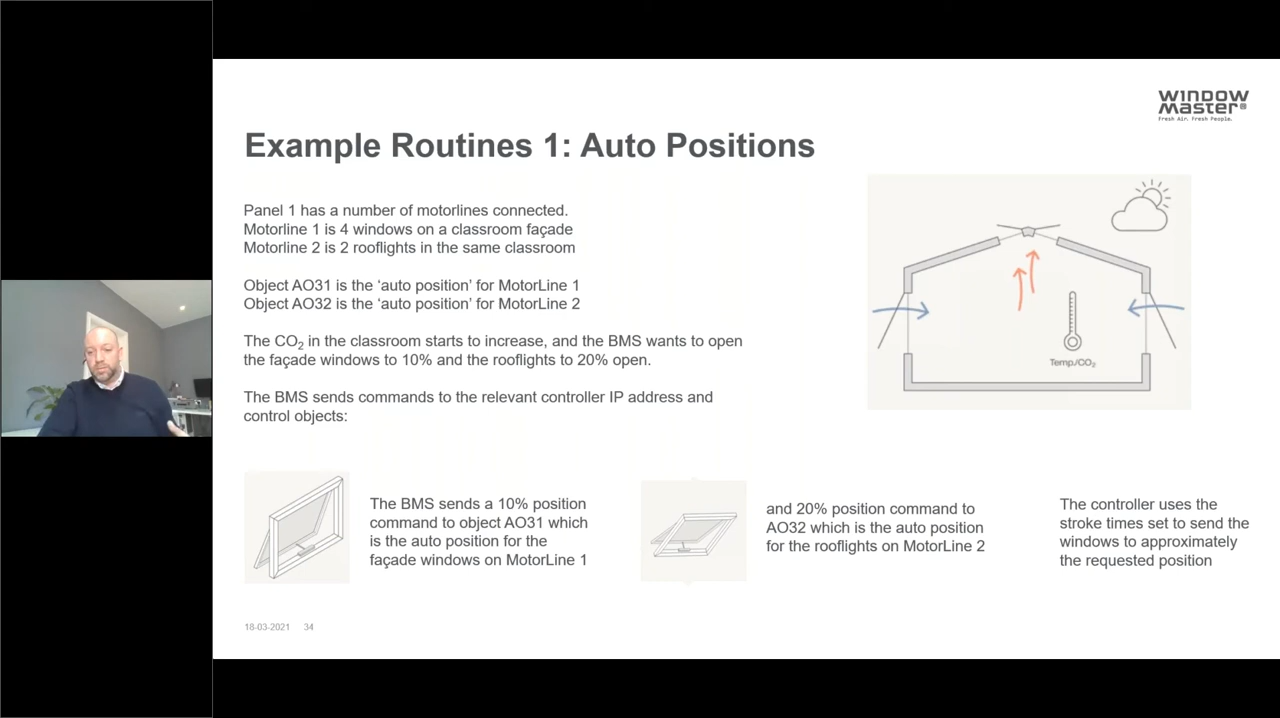 WINDOW
MASTER®
Fresh Air. Fresh People.
Example Routines 1: Auto Positions
Panel 1 has a number of motorlines connected.
Motorline 1 is 4 windows on a classroom façade
Motorline 2 is 2 rooflights in the same classroom
Object AO31 is the ‘auto position’ for MotorLine 1
Object AO32 is the ‘auto position’ for MotorLine 2
The CO₂ in the classroom starts to increase, and the BMS wants to open
the façade windows to 10% and the rooflights to 20% open.
The BMS sends commands to the relevant controller IP address and
control objects:
Temp./CO₂
The BMS sends a 10% position
command to object AO31 which
is the auto position for the
façade windows on MotorLine 1
and 20% position command to
AO32 which is the auto position
for the rooflights on MotorLine 2
The controller uses the
stroke times set to send the
windows to approximately
the requested position
18-03-2021 34